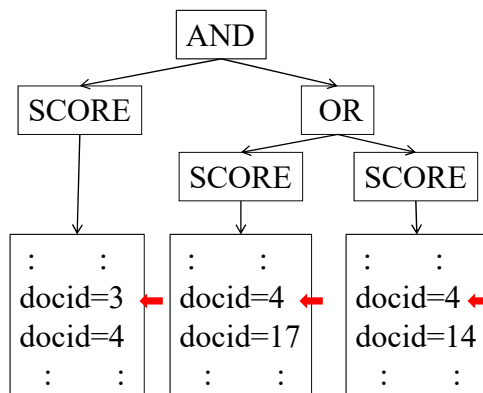 AND
SCORE
OR
SCORE
SCORE
: :
docid=3
docid=4
: :
: :
docid=4
docid=17
: :
: :
docid=4
docid=14
: :